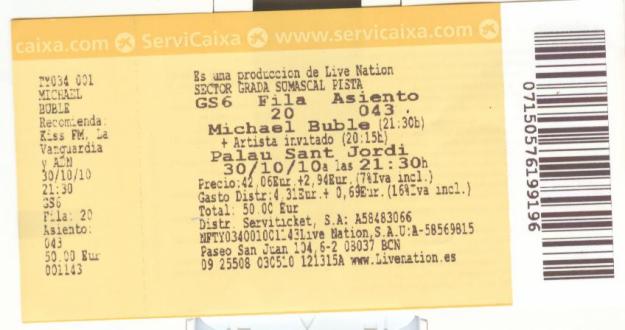 caixa.com ServiCaixa www.servicaixa.com
TY034 001
MICHAEL
BUBLE
Recomienda:
Kiss FM, La
Vanguardia
y ADN
30/10/10
21:30
GS6
Fila: 20
Asiento:
043
50.00 Eur
001143
Es una produccion de Live Nation
SECTOR GRADA SUMASCAL PISTA
GS6 Fila Asiento
20 043
Michael Buble (21:30h)
+ Artista invitado (20:15h)
Palau Sant Jordi
30/10/10a las 21:30h
Precio:42,06Eur.+2,94Eur.(7%Iva incl.)
Gasto Distr:4,31Eur.+ 0,69Eur.(16%Iva incl.)
Total: 50.00 Eur
Distr. Serviticket, S.A: A58483066
Live Nation,S.A.U:A-58569815
Paseo San Juan 104,6-2 08037 BCN
09 25508 030510 121315A www.Livenation.es
0715057619919​6